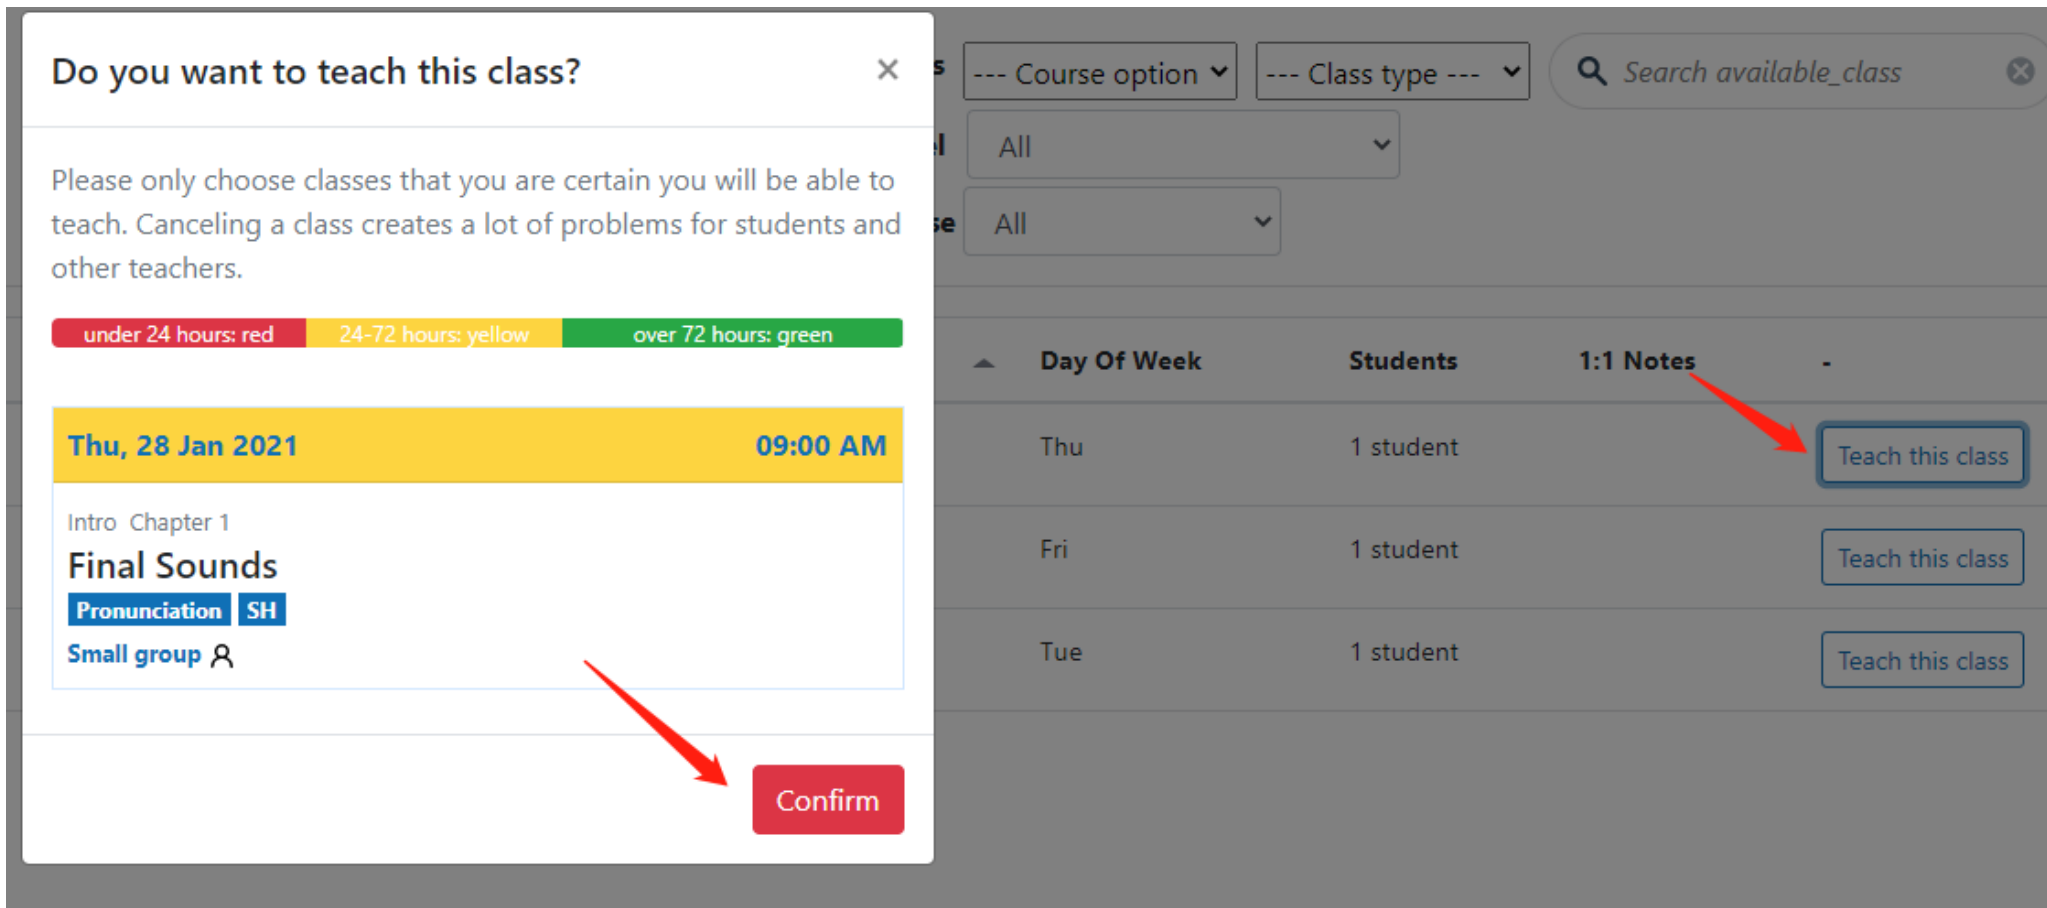 Do you want to teach this class? ×
Please only choose classes that you are certain you will be able to
teach. Canceling a class creates a lot of problems for students and
other teachers.
under 24 hours: red 24-72 hours: yellow over 72 hours: green
Thu, 28 Jan 2021 09:00 AM
Intro Chapter 1
Final Sounds
Pronunciation SH
Small group
Confirm
s --- Course option --- Class type --- Search available_class
el All
se All
Day Of Week Students 1:1 Notes -
Thu 1 student Teach this class
Fri 1 student Teach this class
Tue 1 student Teach this class